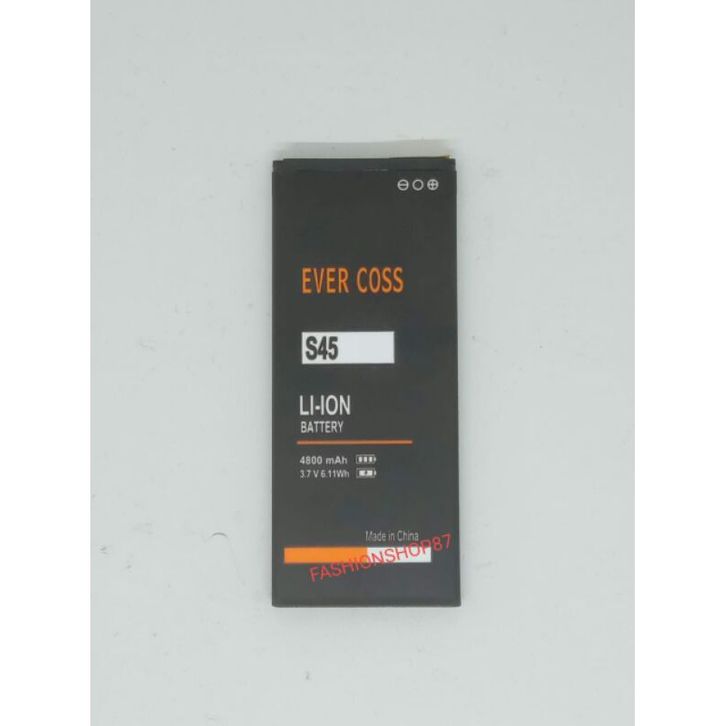 EVER COSS
S45
LI-ION
BATTERY
4800 mAh
3.7 V 6.11Wh
Made in China
FASHIONSHOP87